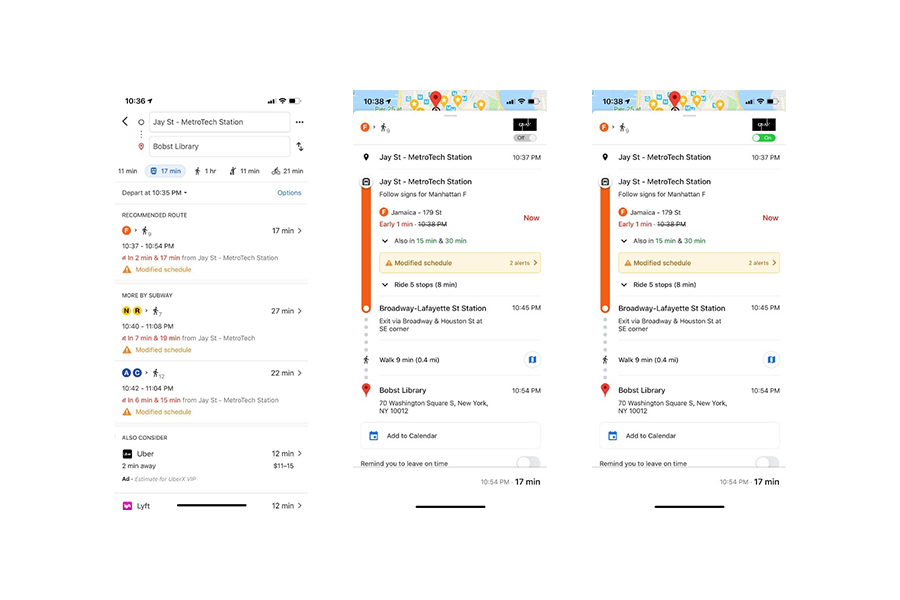 10:36
Jay St - MetroTech Station
Bobst Library
11 min
17 min
1 hr
11 min
21 min
Depart at 10:35 PM
Options
RECOMMENDED ROUTE
F 9
17 min
10:37 - 10:54 PM
In 2 min & 17 min from Jay St - MetroTech Station
Modified schedule
MORE BY SUBWAY
N R 7
27 min
10:40 - 11:08 PM
In 7 min & 19 min from Jay St - MetroTech
Modified schedule
A C 12
22 min
10:42 - 11:04 PM
In 6 min & 15 min from Jay St - MetroTech Station
Modified schedule
ALSO CONSIDER
Uber
12 min
2 min away
$11–15
Ad · Estimate for UberX VIP
Lyft
12 min
10:38
F 9
Off
Jay St - MetroTech Station
10:37 PM
Jay St - MetroTech Station
Follow signs for Manhattan F
F Jamaica - 179 St
Early 1 min · 10:38 PM
Now
Also in 15 min & 30 min
Modified schedule
2 alerts
Ride 5 stops (8 min)
Broadway-Lafayette St Station
10:45 PM
Exit via Broadway & Houston St at
SE corner
Walk 9 min (0.4 mi)
Bobst Library
10:54 PM
70 Washington Square S, New York,
NY 10012
Add to Calendar
Remind you to leave on time
10:54 PM · 17 min
10:38
F 9
On
Jay St - MetroTech Station
10:37 PM
Jay St - MetroTech Station
Follow signs for Manhattan F
F Jamaica - 179 St
Early 1 min · 10:38 PM
Now
Also in 15 min & 30 min
Modified schedule
2 alerts
Ride 5 stops (8 min)
Broadway-Lafayette St Station
10:45 PM
Exit via Broadway & Houston St at
SE corner
Walk 9 min (0.4 mi)
Bobst Library
10:54 PM
70 Washington Square S, New York,
NY 10012
Add to Calendar
Remind you to leave on time
10:54 PM · 17 min